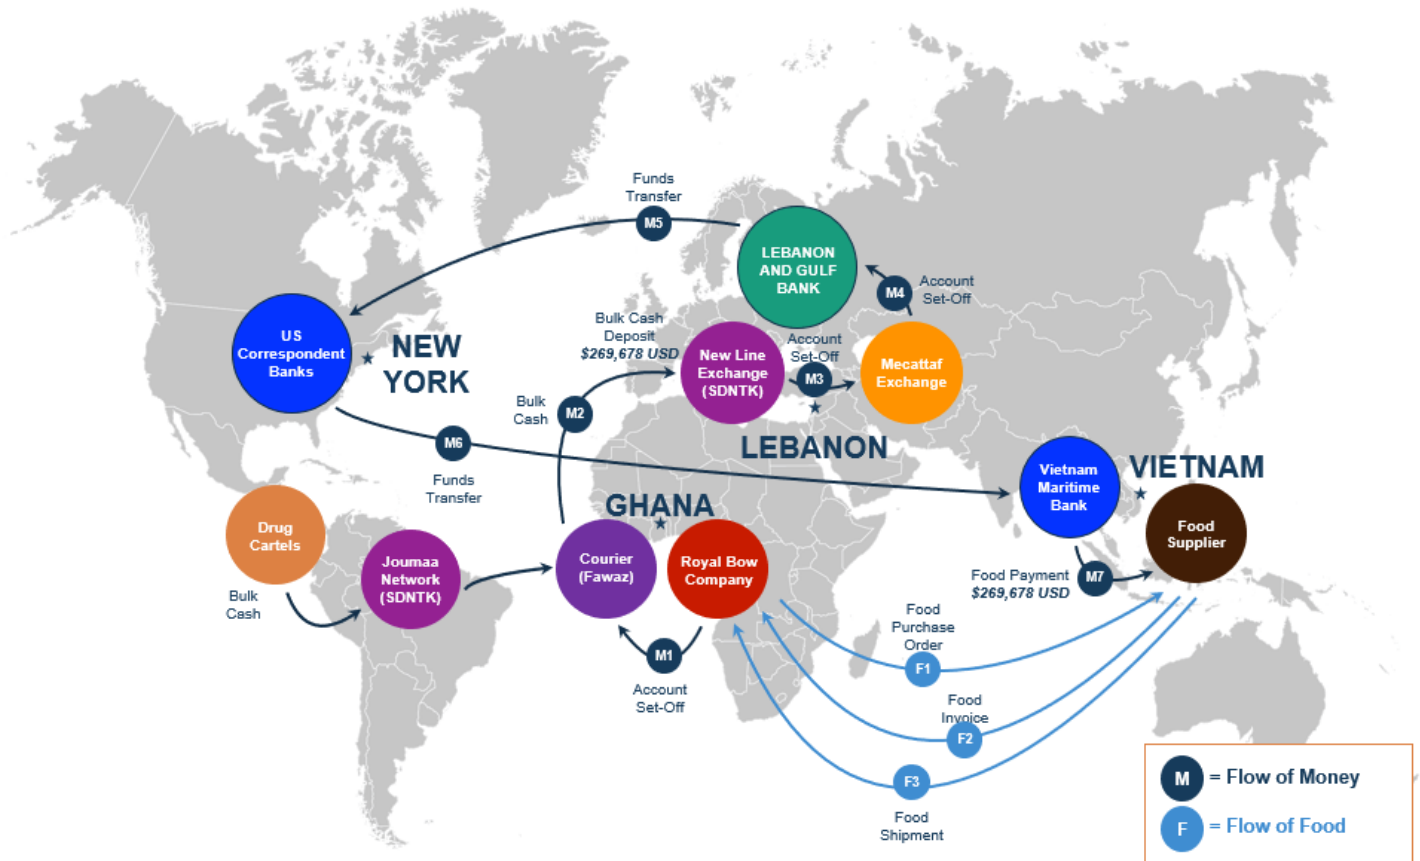 Funds
Transfer
M5
LEBANON
AND GULF
BANK
M4
Account
Set-Off
US
Correspondent
Banks
NEW
YORK
Bulk Cash
Deposit
$269,678 USD
New Line
Exchange
(SDNTK)
Account
Set-Off
M3
Mecattaf
Exchange
Bulk
Cash
M2
LEBANON
M6
Funds
Transfer
Vietnam
Maritime
Bank
VIETNAM
Food
Supplier
GHANA
Drug
Cartels
Bulk
Cash
Joumaa
Network
(SDNTK)
Courier
(Fawaz)
Royal Bow
Company
M1
Account
Set-Off
Food Payment
$269,678 USD
M7
Food
Purchase
Order
F1
Food
Invoice
F2
F3
Food
Shipment
M = Flow of Money
F = Flow of Food